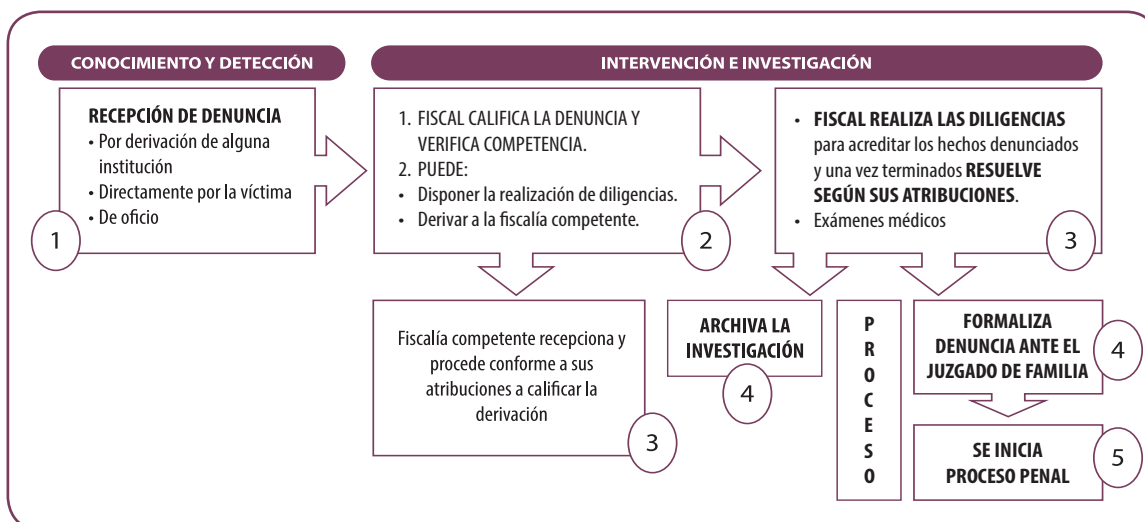 CONOCIMIENTO Y DETECCIÓN
RECEPCIÓN DE DENUNCIA
• Por derivación de alguna
institución
• Directamente por la víctima
• De oficio
1
INTERVENCIÓN E INVESTIGACIÓN
1. FISCAL CALIFICA LA DENUNCIA Y
VERIFICA COMPETENCIA.
2. PUEDE:
• Disponer la realización de diligencias.
• Derivar a la fiscalía competente.
2
• FISCAL REALIZA LAS DILIGENCIAS
para acreditar los hechos denunciados
y una vez terminados RESUELVE
SEGÚN SUS ATRIBUCIONES.
• Exámenes médicos
3
Fiscalía competente recepciona y
procede conforme a sus
atribuciones a calificar la
derivación
3
ARCHIVA LA
INVESTIGACIÓN
4
P
R
O
C
E
S
O
FORMALIZA
DENUNCIA ANTE EL
JUZGADO DE FAMILIA
4
SE INICIA
PROCESO PENAL
5